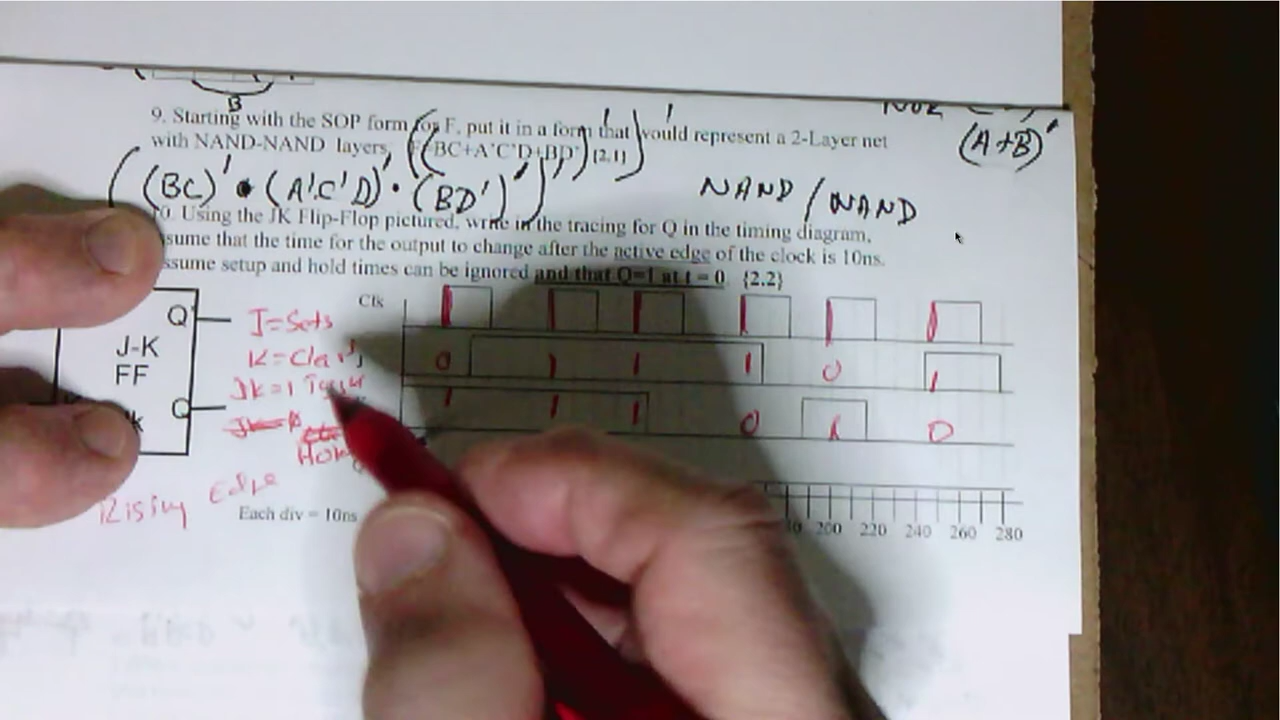 B
9. Starting with the SOP form for F, put it in a form that would represent a 2-Layer net
with NAND-NAND layers, F=BC+A'C'D+BD' [2.1]
(A+B)'
((BC)' • (A'C'D)' • (BD')')'
NAND / NAND
10. Using the JK Flip-Flop pictured, write in the tracing for Q in the timing diagram.
ssume that the time for the output to change after the active edge of the clock is 10ns.
ssume setup and hold times can be ignored and that Q=1 at t = 0. {2.2}
Clk
Q
J=Sets
J-K
FF
0 1 1 1 0 1
JK=1
1 1 1 0 1 0
Q
Rising Edge
Each div = 10ns
200 220 240 260 280